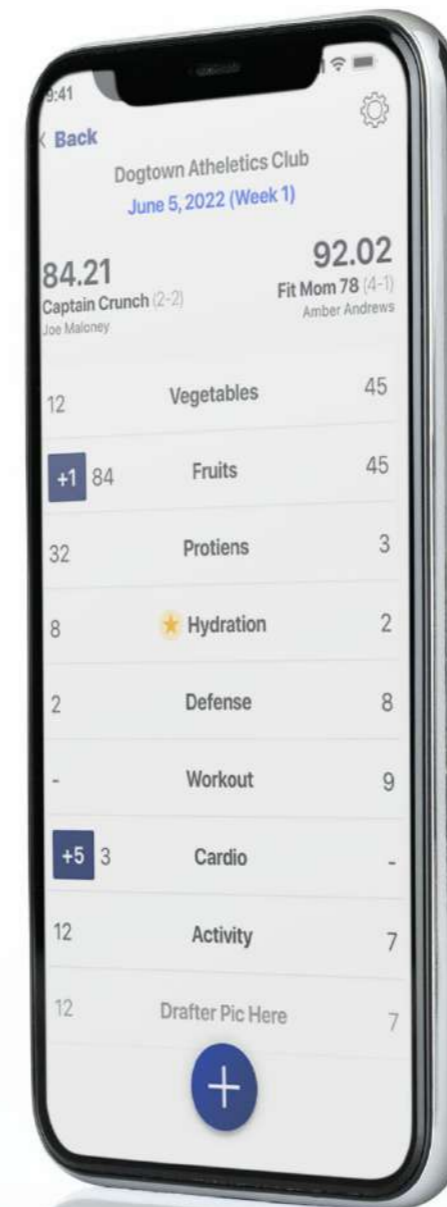 9:41
< Back
Dogtown Atheletics Club
June 5, 2022 (Week 1)
84.21 92.02
Captain Crunch (2-2) Fit Mom 78 (4-1)
Joe Maloney Amber Andrews
12 Vegetables 45
+1 84 Fruits 45
32 Protiens 3
8 Hydration 2
2 Defense 8
- Workout 9
+5 3 Cardio -
12 Activity 7
12 Drafter Pic Here 7
+